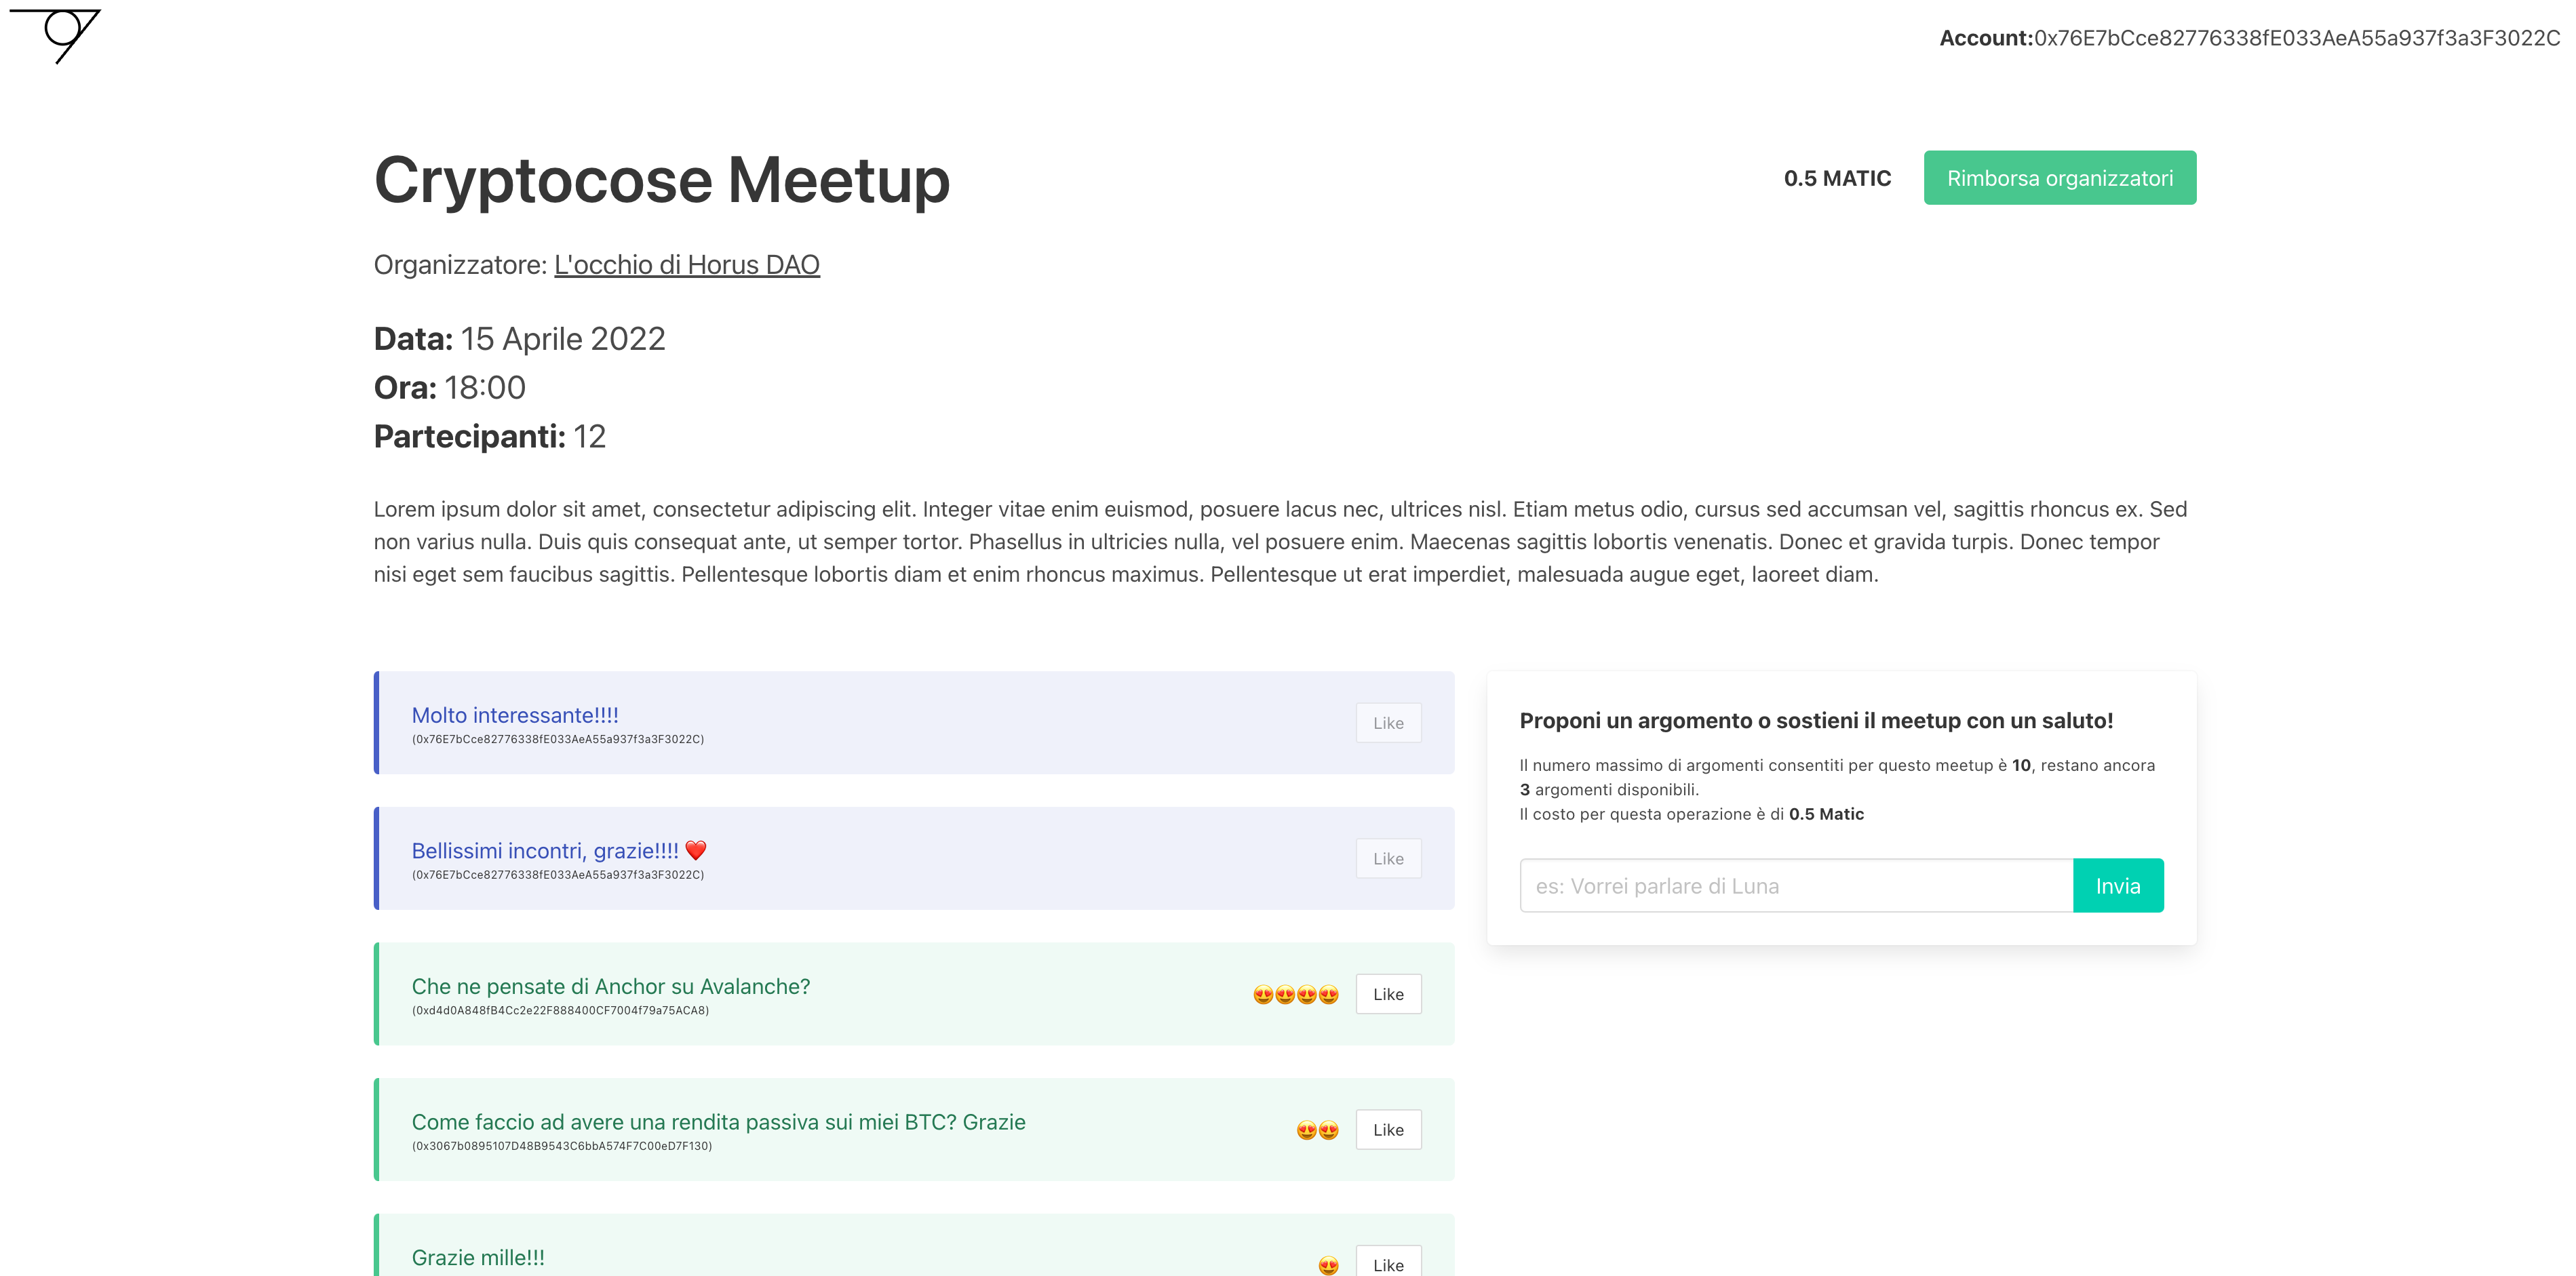 Account:0x76E7bCce82776338fE033AeA55a937f3a3F3022C
Cryptocose Meetup
0.5 MATIC
Rimborsa organizzatori
Organizzatore: L'occhio di Horus DAO
Data: 15 Aprile 2022
Ora: 18:00
Partecipanti: 12
Lorem ipsum dolor sit amet, consectetur adipiscing elit. Integer vitae enim euismod, posuere lacus nec, ultrices nisl. Etiam metus odio, cursus sed accumsan vel, sagittis rhoncus ex. Sed
non varius nulla. Duis quis consequat ante, ut semper tortor. Phasellus in ultricies nulla, vel posuere enim. Maecenas sagittis lobortis venenatis. Donec et gravida turpis. Donec tempor
nisi eget sem faucibus sagittis. Pellentesque lobortis diam et enim rhoncus maximus. Pellentesque ut erat imperdiet, malesuada augue eget, laoreet diam.
Molto interessante!!!!
(0x76E7bCce82776338fE033AeA55a937f3a3F3022C)
Like
Bellissimi incontri, grazie!!!! ❤️
(0x76E7bCce82776338fE033AeA55a937f3a3F3022C)
Like
Che ne pensate di Anchor su Avalanche?
(0xd4d0A848fB4Cc2e22F888400CF7004f79a75ACA8)
😍😍😍😍
Like
Come faccio ad avere una rendita passiva sui miei BTC? Grazie
(0x3067b0895107D48B9543C6bbA574F7C00eD7F130)
😍😍
Like
Grazie mille!!!
😍
Like
Proponi un argomento o sostieni il meetup con un saluto!
Il numero massimo di argomenti consentiti per questo meetup è 10, restano ancora
3 argomenti disponibili.
Il costo per questa operazione è di 0.5 Matic
es: Vorrei parlare di Luna
Invia